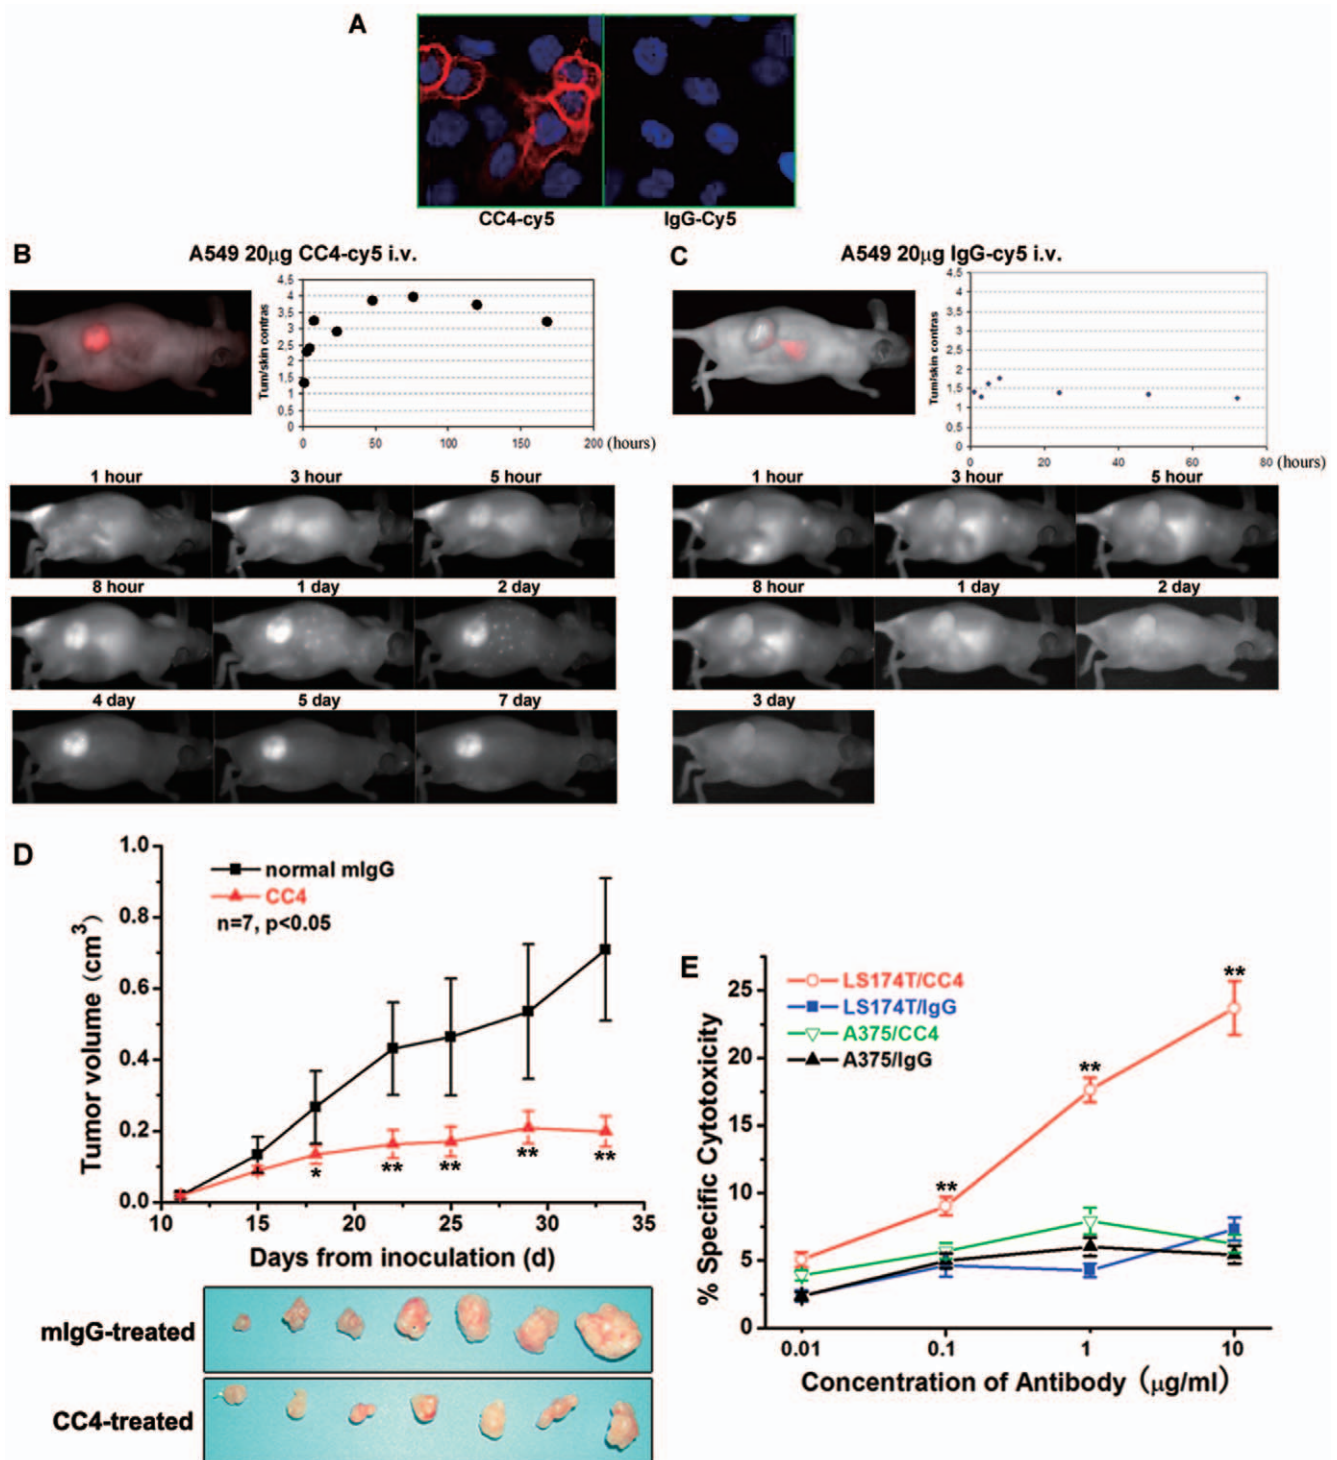 A
CC4-cy5 IgG-Cy5
B A549 20μg CC4-cy5 i.v.
4,5
4
3,5
3
2,5
2
1,5
1
0,5
0
Tum/skin contras
0 50 100 150 200 (hours)
1 hour 3 hour 5 hour
8 hour 1 day 2 day
4 day 5 day 7 day
C A549 20μg IgG-cy5 i.v.
4,5
4
3,5
3
2,5
2
1,5
1
0,5
0
Tum/skin contras
0 20 40 60 80 (hours)
1 hour 3 hour 5 hour
8 hour 1 day 2 day
3 day
D
normal mIgG
CC4
n=7, p<0.05
1.0
0.8
0.6
0.4
0.2
0.0
Tumor volume (cm³)
* ** ** ** **
10 15 20 25 30 35
Days from inoculation (d)
mIgG-treated
CC4-treated
E
LS174T/CC4
LS174T/IgG
A375/CC4
A375/IgG
25
20
15
10
5
0
% Specific Cytotoxicity
** ** **
0.01 0.1 1 10
Concentration of Antibody (μg/ml)